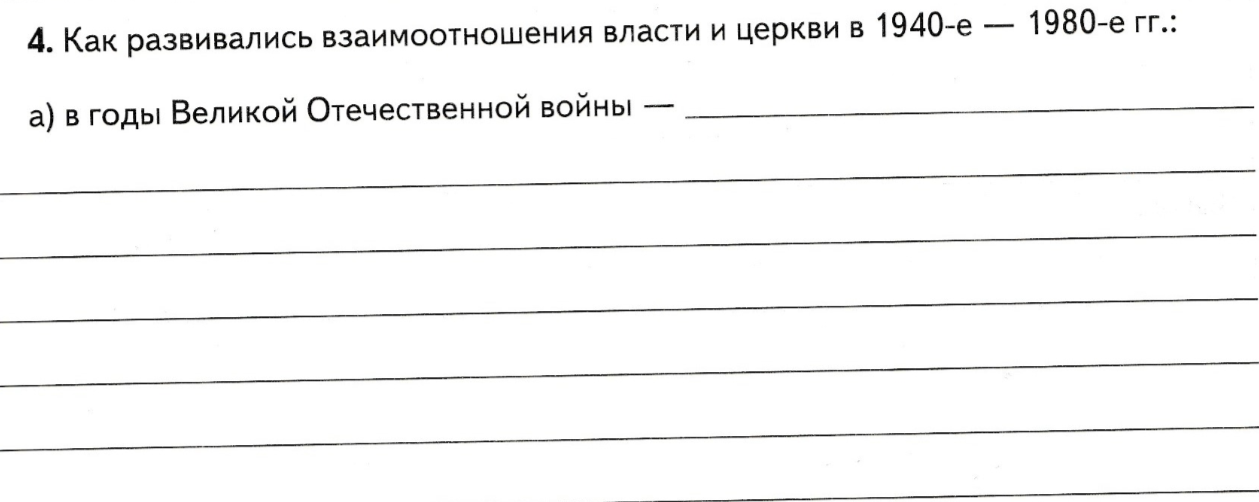 4. Как развивались взаимоотношения власти и церкви в 1940-е — 1980-е гг.:
а) в годы Великой Отечественной войны —